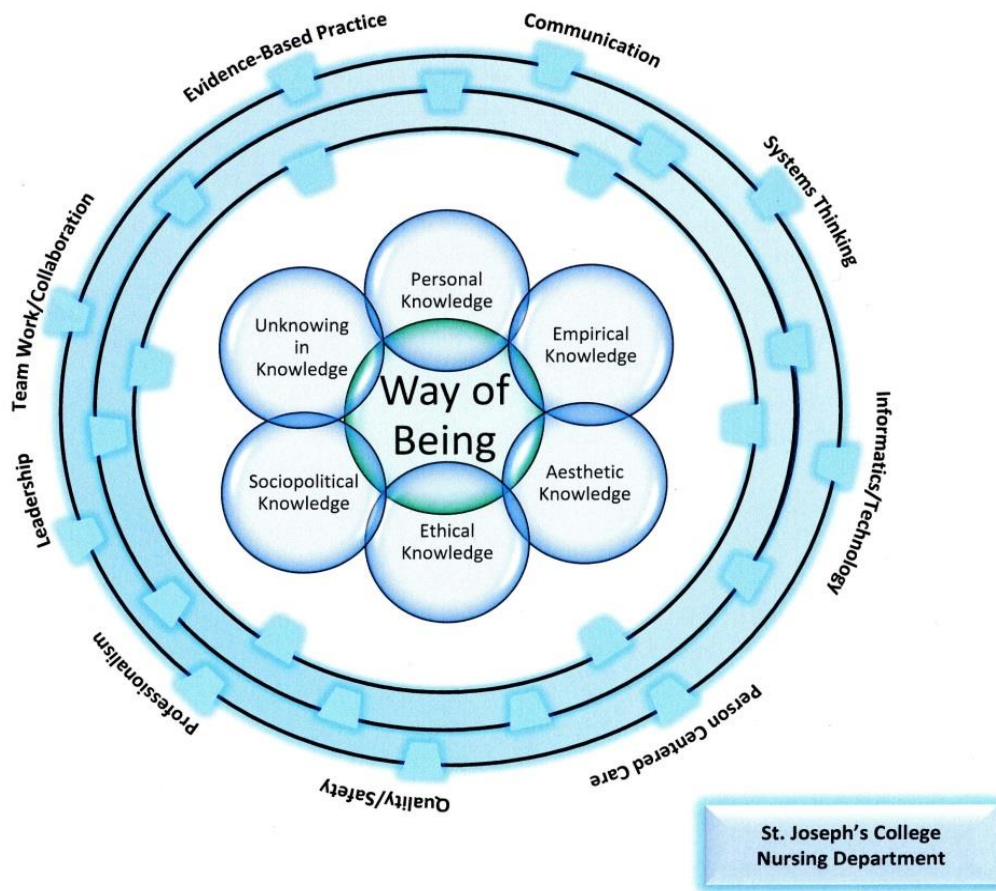 Evidence-Based Practice
Communication
Systems Thinking
Informatics/Technology
Person Centered Care
Quality/Safety
Professionalism
Leadership
Team Work/Collaboration
Personal
Knowledge
Empirical
Knowledge
Aesthetic
Knowledge
Ethical
Knowledge
Sociopolitical
Knowledge
Unknowing
in
Knowledge
Way of
Being
St. Joseph's College
Nursing Department